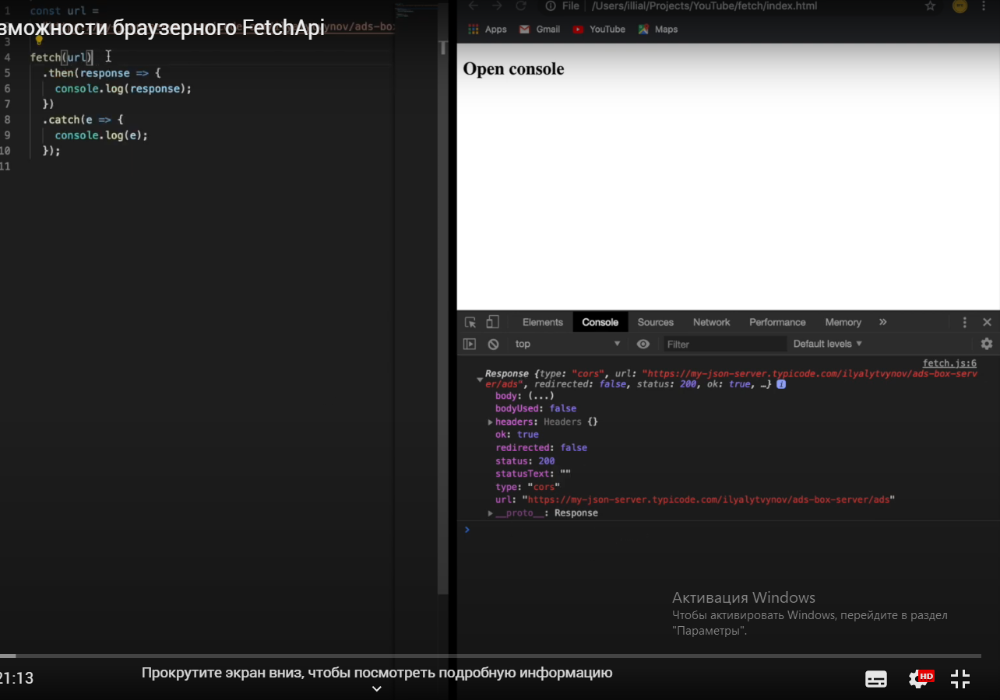 1 const url =
зможности браузерного FetchApi
ynov/ads-bo
3
4 fetch(url)
5 .then(response => {
6 console.log(response);
7 })
8 .catch(e => {
9 console.log(e);
10 });
11
File /Users/illial/Projects/YouTube/fetch/index.html
Apps Gmail YouTube Maps
Open console
Elements Console Sources Network Performance Memory »
top Filter Default levels
fetch.js:6
Response {type: "cors", url: "https://my-json-server.typicode.com/ilyalytvynov/ads-box-serv
er/ads", redirected: false, status: 200, ok: true, …}
body: (...)
bodyUsed: false
headers: Headers {}
ok: true
redirected: false
status: 200
statusText: ""
type: "cors"
url: "https://my-json-server.typicode.com/ilyalytvynov/ads-box-server/ads"
__proto__: Response
Активация Windows
Чтобы активировать Windows, перейдите в раздел
"Параметры".
21:13
Прокрутите экран вниз, чтобы посмотреть подробную информацию
HD